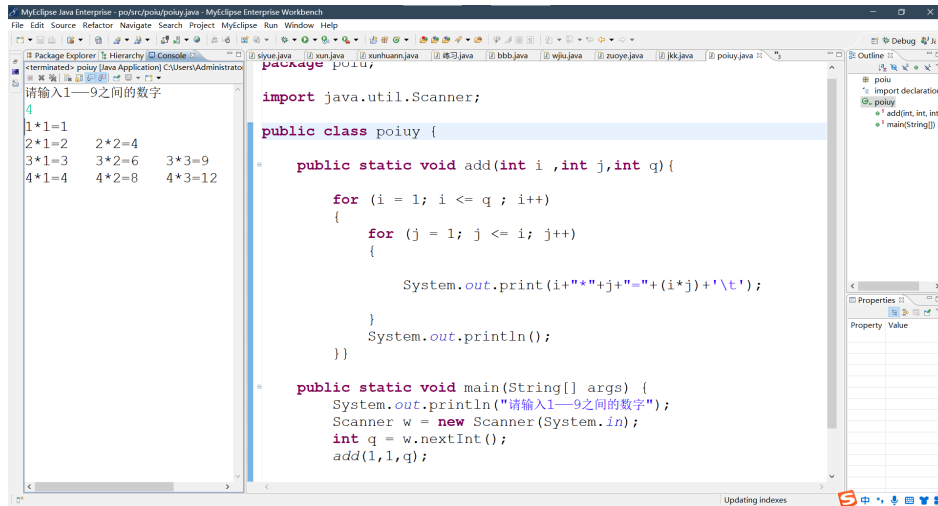 MyEclipse Java Enterprise - po/src/poiu/poiuy.java - MyEclipse Enterprise Workbench
File Edit Source Refactor Navigate Search Project MyEclipse Run Window Help
Debug
Package Explorer Hierarchy Console
siyue.java xun.java xunhuann.java 练习.java bbb.java wjiu.java zuoye.java jkk.java poiuy.java
Outline
<terminated> poiuy [Java Application] C:\Users\Administrato
请输入1——9之间的数字
4
1*1=1
2*1=2 2*2=4
3*1=3 3*2=6 3*3=9
4*1=4 4*2=8 4*3=12
package poiu;
import java.util.Scanner;
public class poiuy {
public static void add(int i ,int j,int q){
for (i = 1; i <= q ; i++)
{
for (j = 1; j <= i; j++)
{
System.out.print(i+"*"+j+"="+(i*j)+'\t');
}
System.out.println();
}}
public static void main(String[] args) {
System.out.println("请输入1——9之间的数字");
Scanner w = new Scanner(System.in);
int q = w.nextInt();
add(1,1,q);
poiu
import declaration
poiuy
add(int, int, int
main(String[])
Properties
Property Value
Updating indexes
中